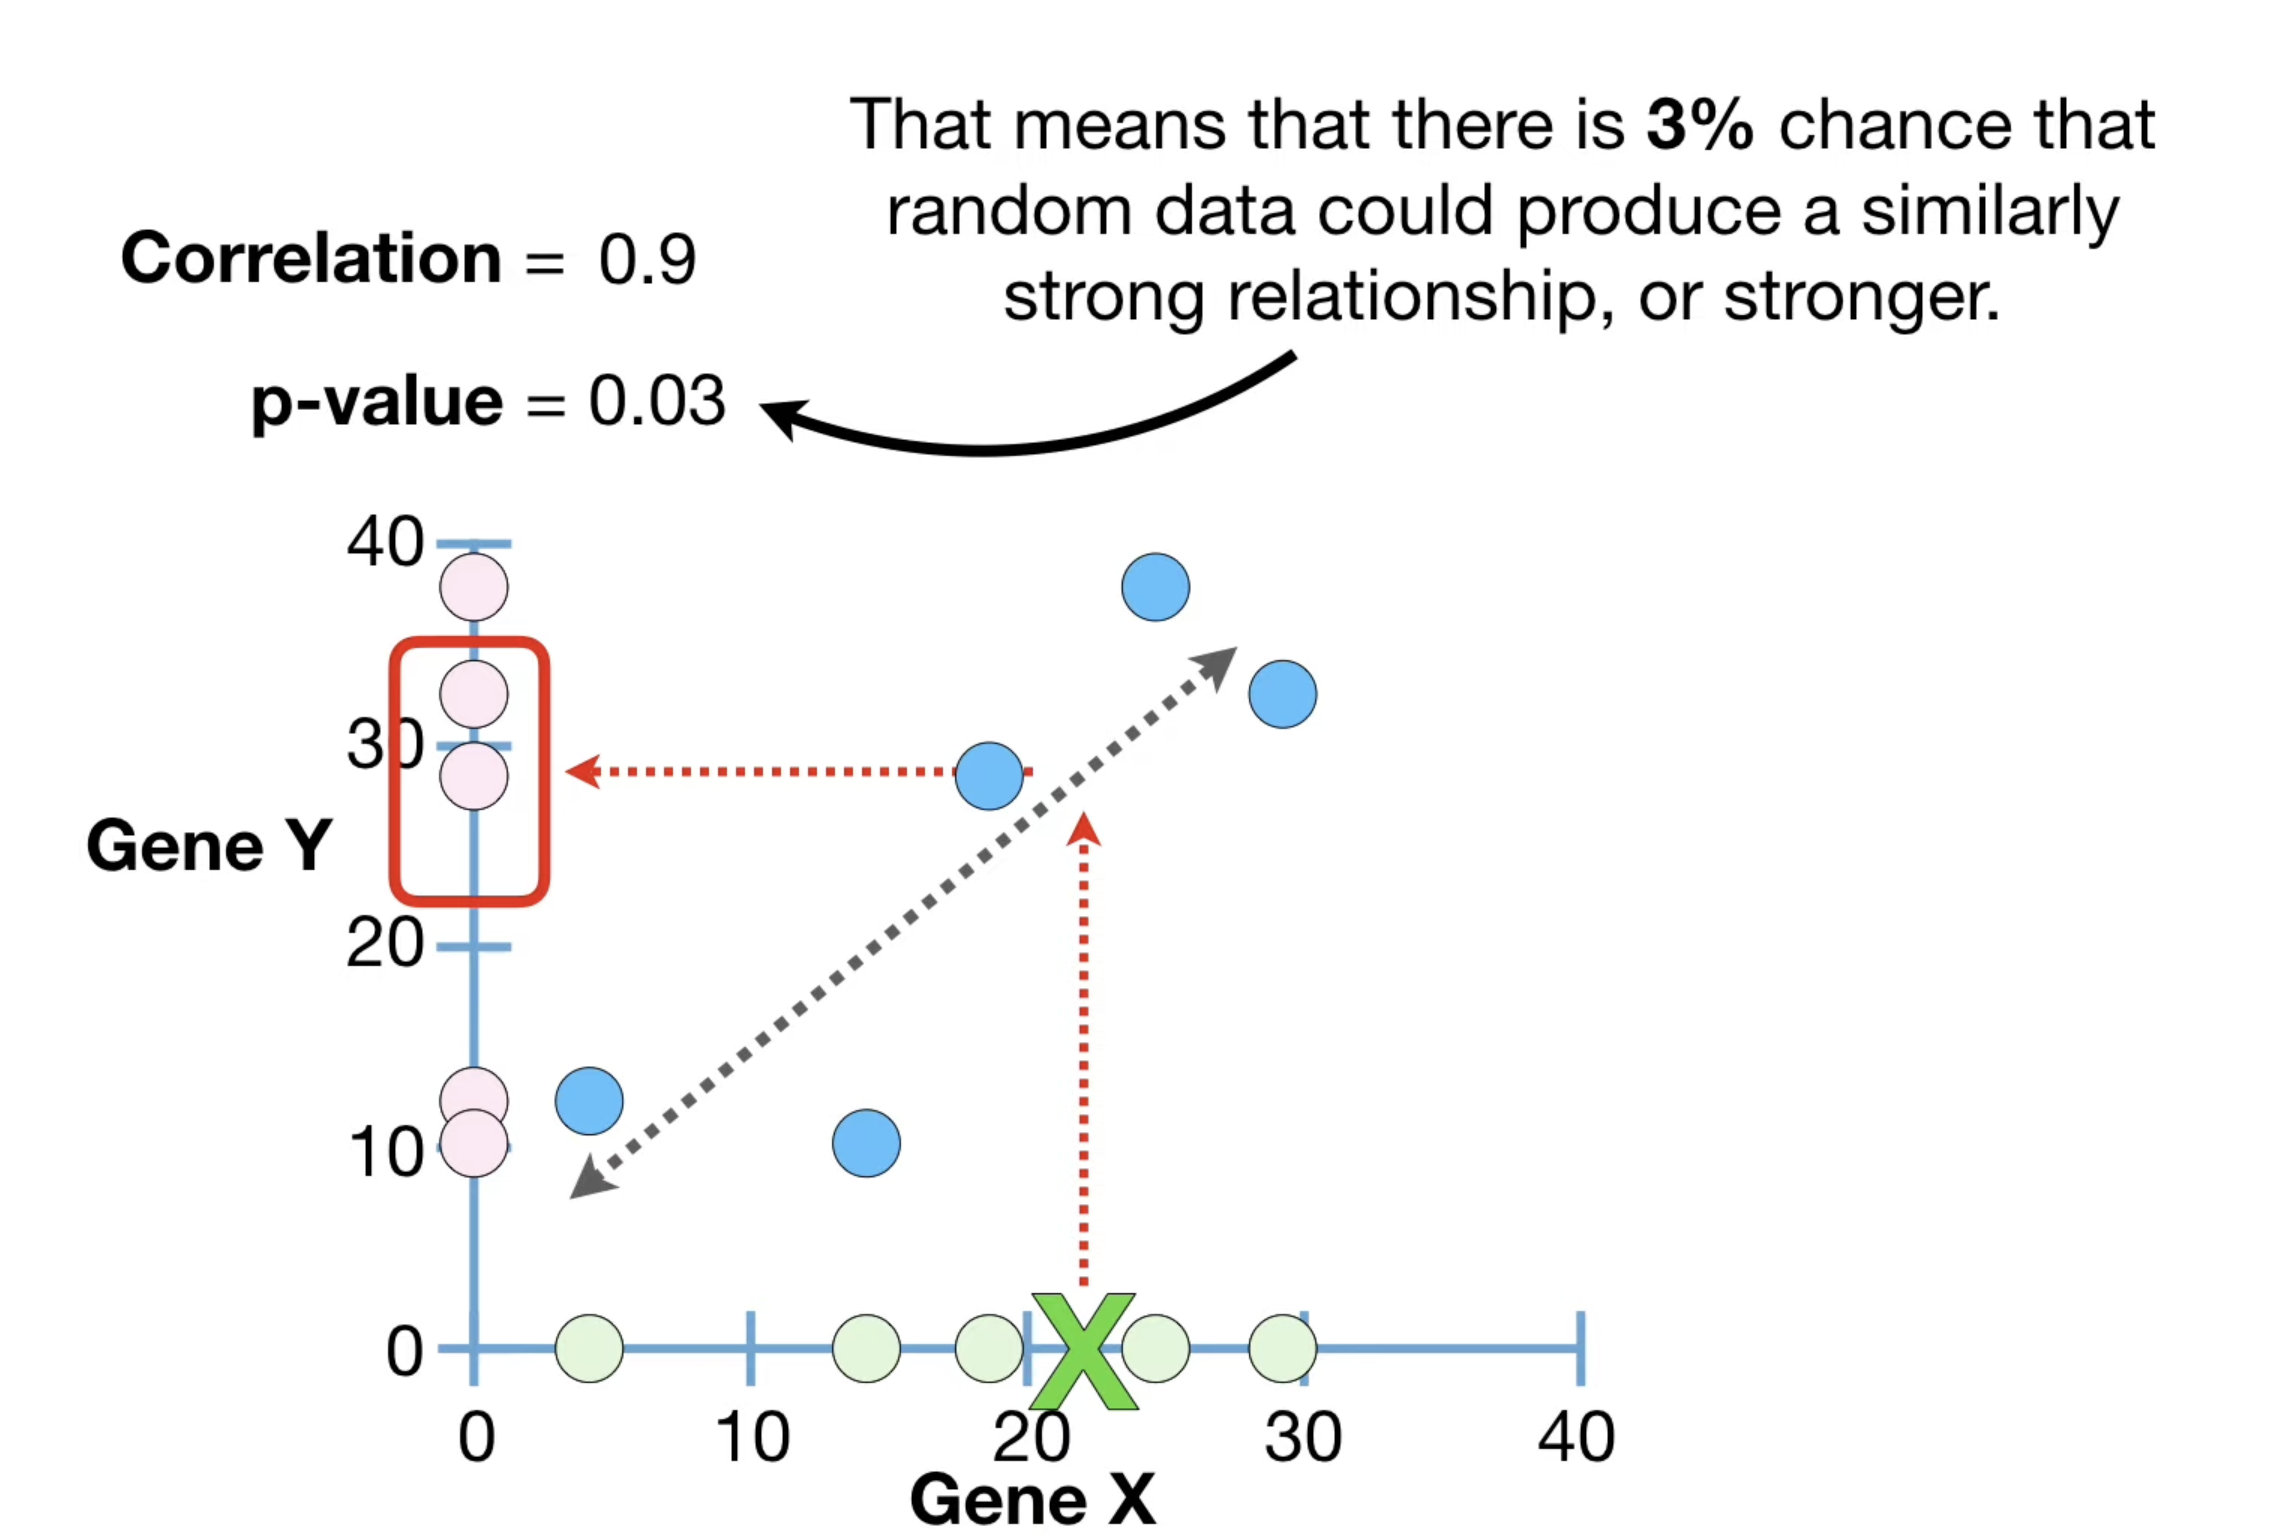 That means that there is 3% chance that
random data could produce a similarly
strong relationship, or stronger.
Correlation = 0.9
p-value = 0.03
40
30
20
10
0
Gene Y
X
0 10 20 30 40
Gene X